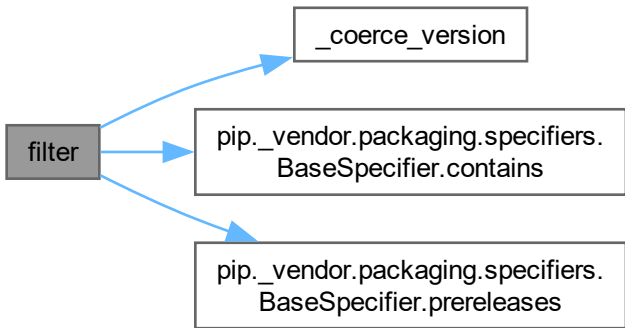 _coerce_version
filter
pip._vendor.packaging.specifiers.
BaseSpecifier.contains
pip._vendor.packaging.specifiers.
BaseSpecifier.prereleases